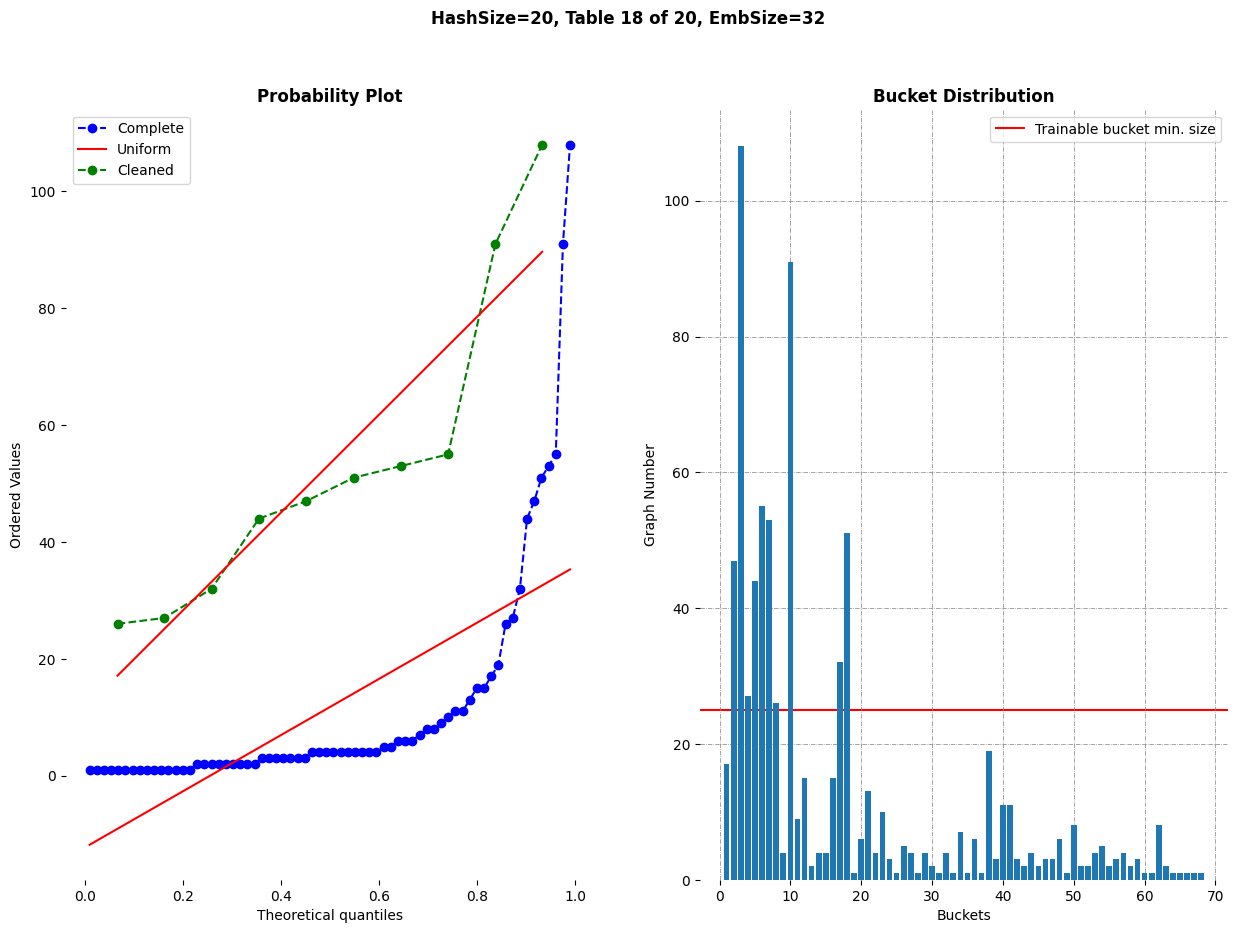 HashSize=20, Table 18 of 20, EmbSize=32
Probability Plot
Complete
Uniform
Cleaned
100
80
60
40
20
0
Ordered Values
0.0 0.2 0.4 0.6 0.8 1.0
Theoretical quantiles
Bucket Distribution
Trainable bucket min. size
100
80
60
40
20
0
Graph Number
0 10 20 30 40 50 60 70
Buckets